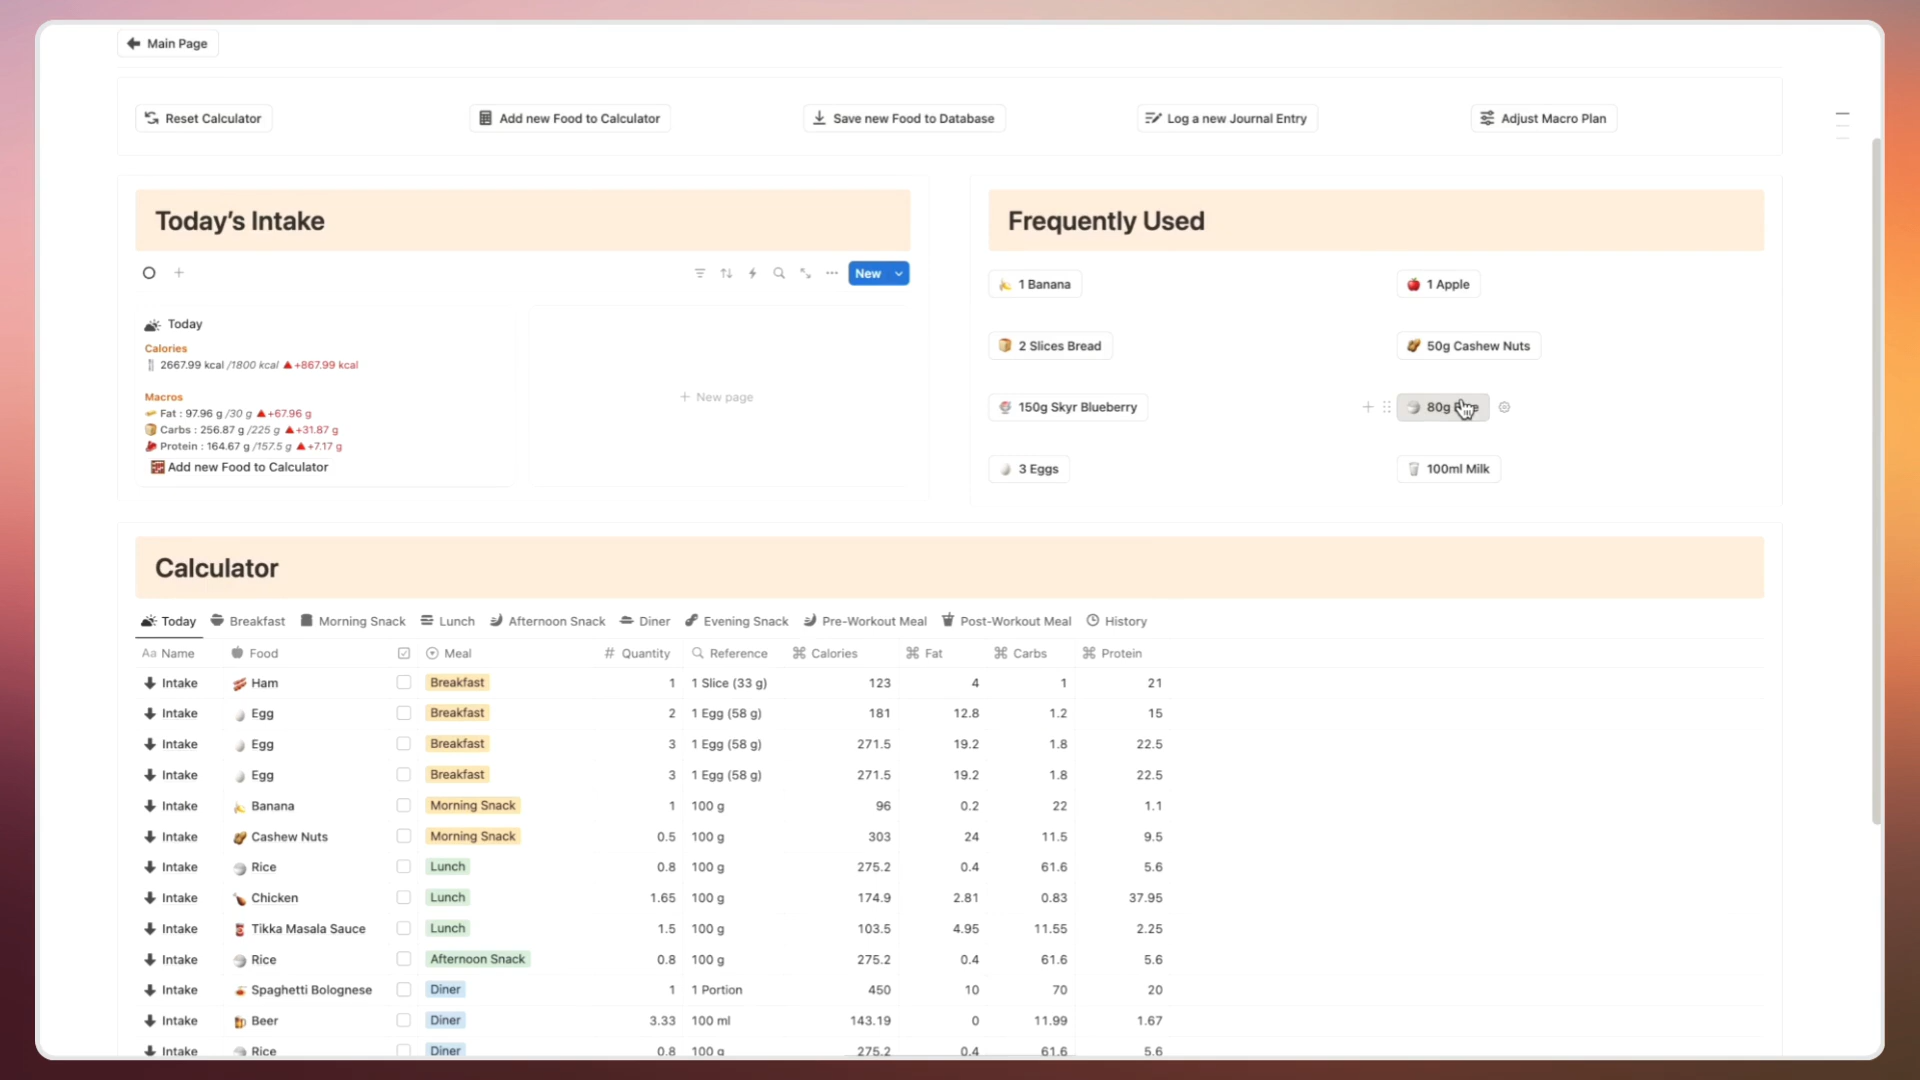 Main Page
Reset Calculator
Add new Food to Calculator
Save new Food to Database
Log a new Journal Entry
Adjust Macro Plan
Today's Intake
New
Today
Calories
2667.99 kcal /1800 kcal ▲+867.99 kcal
Macros
Fat : 97.96 g /30 g ▲+67.96 g
Carbs : 256.87 g /225 g ▲+31.87 g
Protein : 164.67 g /157.5 g ▲+7.17 g
Add new Food to Calculator
+ New page
Frequently Used
1 Banana
1 Apple
2 Slices Bread
50g Cashew Nuts
150g Skyr Blueberry
80g
3 Eggs
100ml Milk
Calculator
Today Breakfast Morning Snack Lunch Afternoon Snack Diner Evening Snack Pre-Workout Meal Post-Workout Meal History
Aa Name Food Meal # Quantity Reference Calories Fat Carbs Protein
Intake Ham Breakfast 1 1 Slice (33 g) 123 4 1 21
Intake Egg Breakfast 2 1 Egg (58 g) 181 12.8 1.2 15
Intake Egg Breakfast 3 1 Egg (58 g) 271.5 19.2 1.8 22.5
Intake Egg Breakfast 3 1 Egg (58 g) 271.5 19.2 1.8 22.5
Intake Banana Morning Snack 1 100 g 96 0.2 22 1.1
Intake Cashew Nuts Morning Snack 0.5 100 g 303 24 11.5 9.5
Intake Rice Lunch 0.8 100 g 275.2 0.4 61.6 5.6
Intake Chicken Lunch 1.65 100 g 174.9 2.81 0.83 37.95
Intake Tikka Masala Sauce Lunch 1.5 100 g 103.5 4.95 11.55 2.25
Intake Rice Afternoon Snack 0.8 100 g 275.2 0.4 61.6 5.6
Intake Spaghetti Bolognese Diner 1 1 Portion 450 10 70 20
Intake Beer Diner 3.33 100 ml 143.19 0 11.99 1.67
Intake Rice Diner 0.8 100 g 275.2 0.4 61.6 5.6